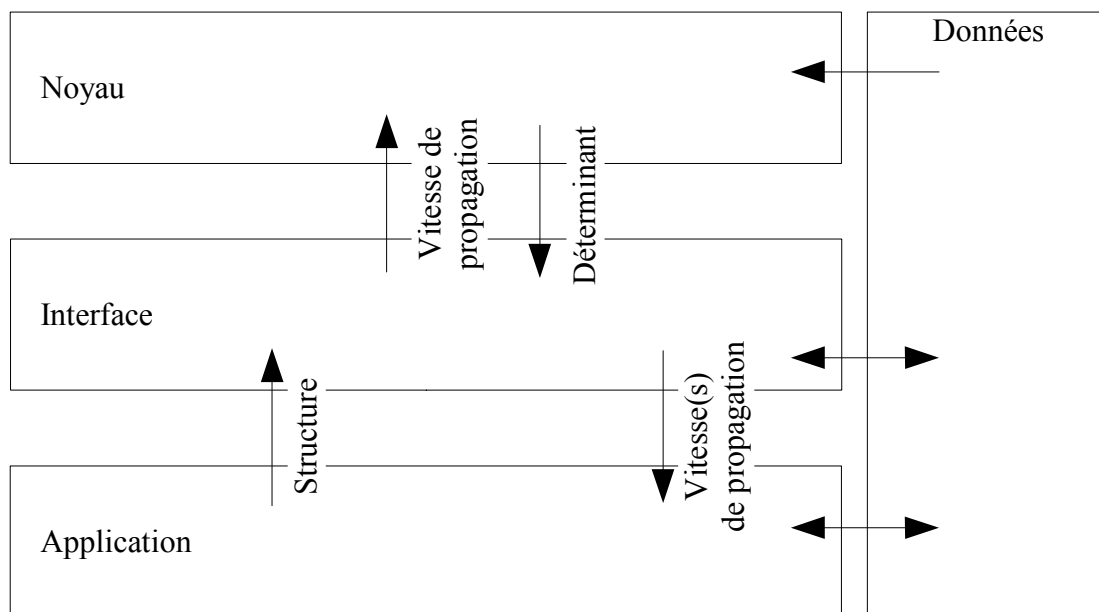 Données
Noyau
Vitesse de
propagation
Déterminant
Interface
Structure
Vitesse(s)
de propagation
Application